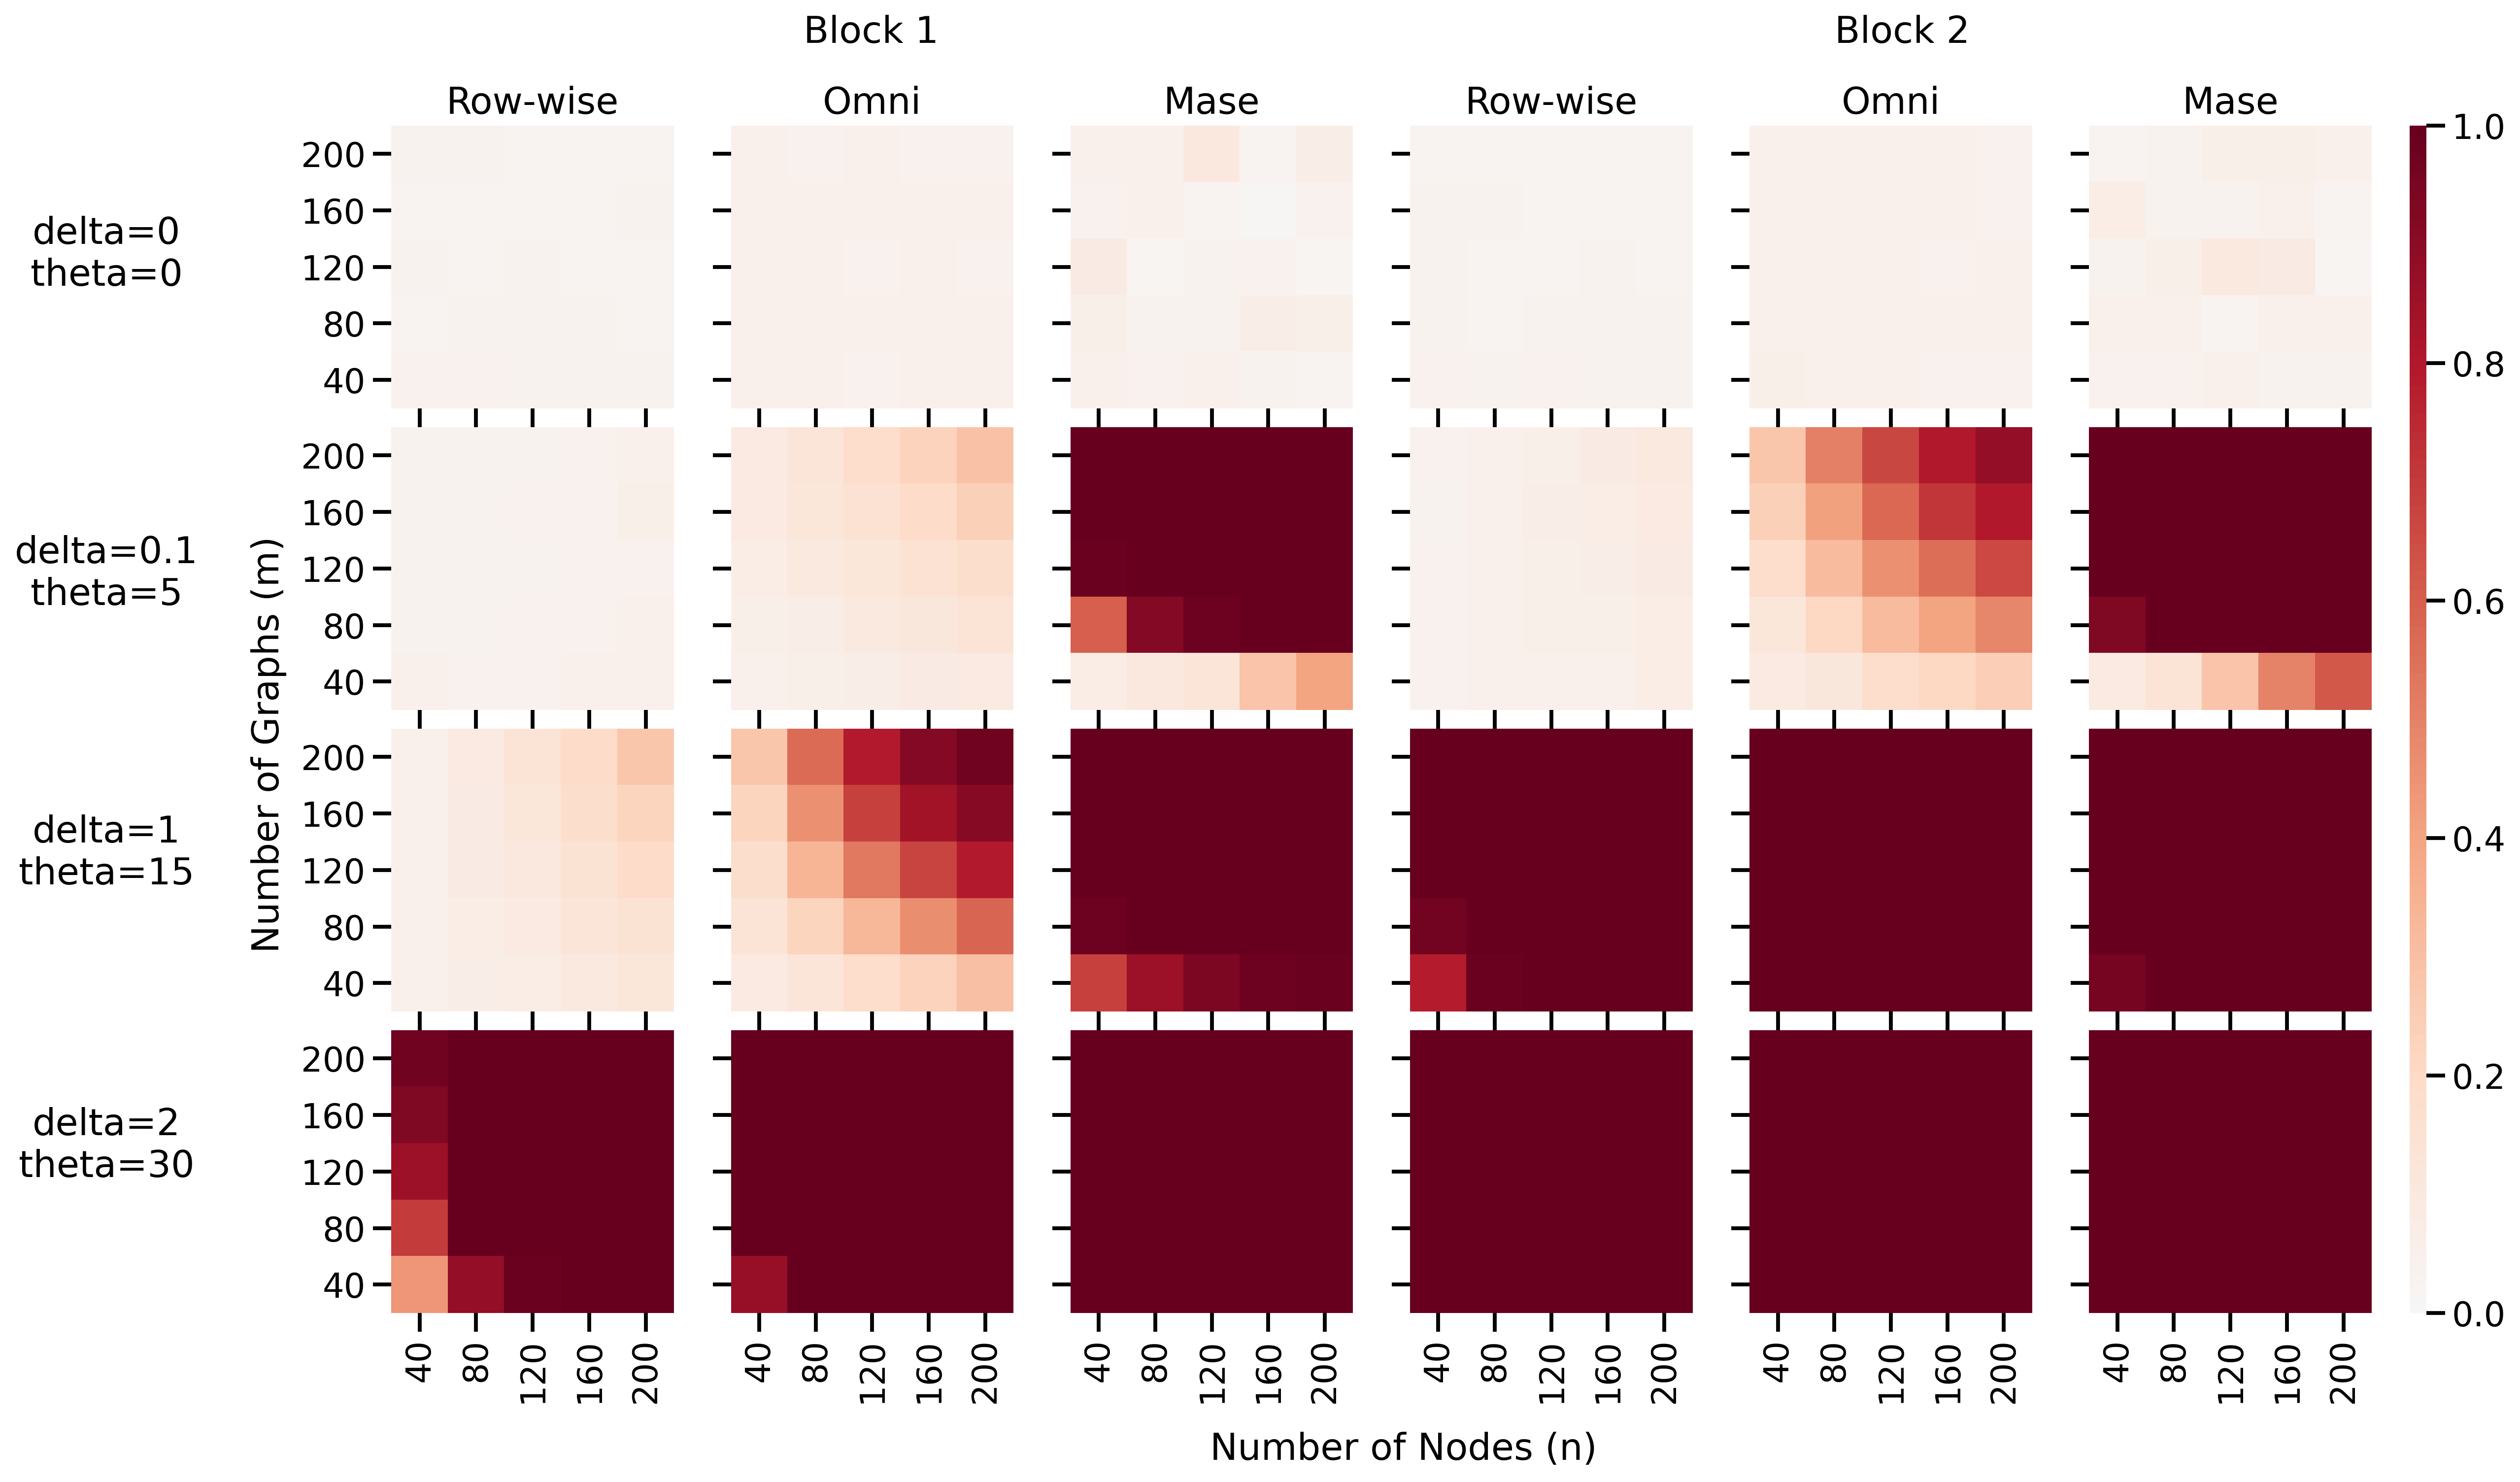 Block 1
Block 2
Row-wise
Omni
Mase
Row-wise
Omni
Mase
delta=0
theta=0
200
160
120
80
40
delta=0.1
theta=5
200
160
120
80
40
delta=1
theta=15
200
160
120
80
40
delta=2
theta=30
200
160
120
80
40
Number of Graphs (m)
40 80 120 160 200
40 80 120 160 200
40 80 120 160 200
40 80 120 160 200
40 80 120 160 200
40 80 120 160 200
Number of Nodes (n)
1.0
0.8
0.6
0.4
0.2
0.0